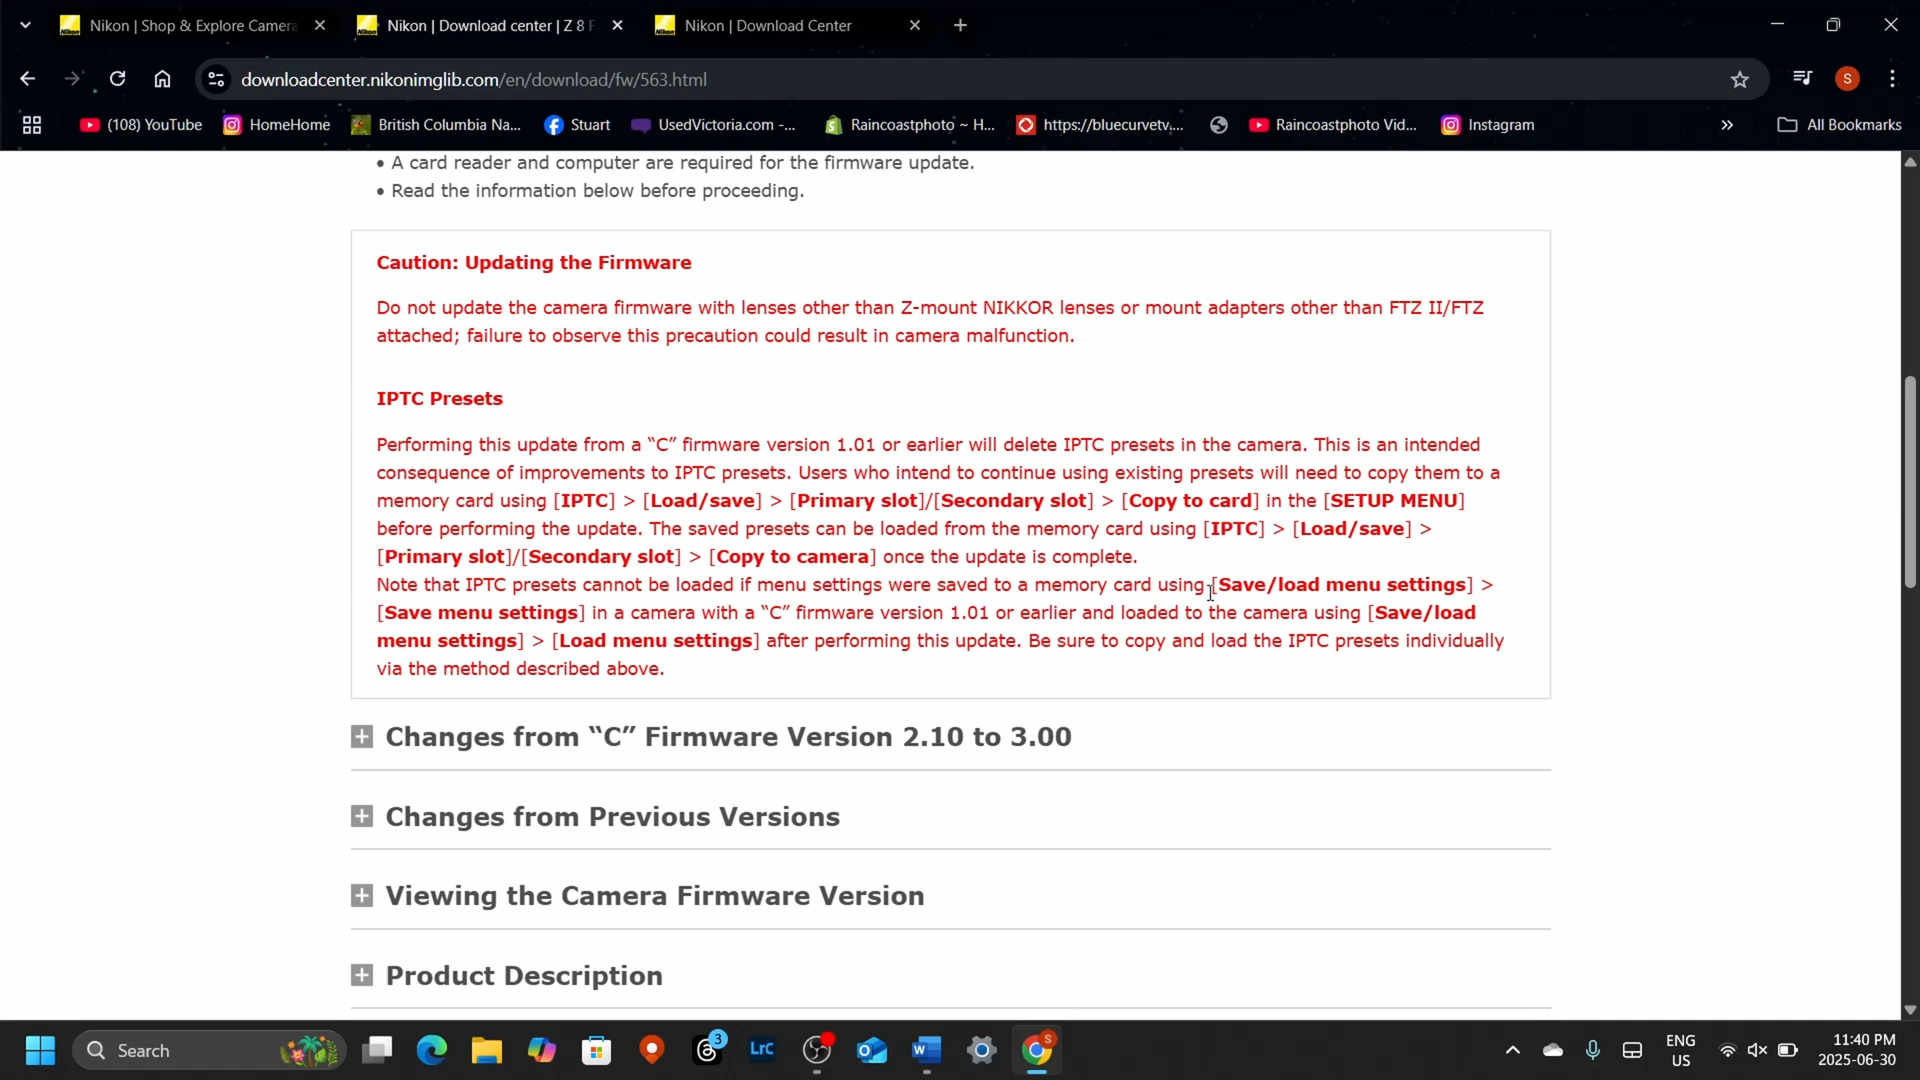 Nikon | Shop & Explore Camera
Nikon | Download center | Z 8 F
Nikon | Download Center
downloadcenter.nikonimglib.com/en/download/fw/563.html
S
(108) YouTube
HomeHome
British Columbia Na...
Stuart
UsedVictoria.com -...
Raincoastphoto ~ H...
https://bluecurvetv....
Raincoastphoto Vid...
Instagram
»
All Bookmarks
• A card reader and computer are required for the firmware update.
• Read the information below before proceeding.
Caution: Updating the Firmware
Do not update the camera firmware with lenses other than Z-mount NIKKOR lenses or mount adapters other than FTZ II/FTZ
attached; failure to observe this precaution could result in camera malfunction.
IPTC Presets
Performing this update from a “C” firmware version 1.01 or earlier will delete IPTC presets in the camera. This is an intended
consequence of improvements to IPTC presets. Users who intend to continue using existing presets will need to copy them to a
memory card using [IPTC] > [Load/save] > [Primary slot]/[Secondary slot] > [Copy to card] in the [SETUP MENU]
before performing the update. The saved presets can be loaded from the memory card using [IPTC] > [Load/save] >
[Primary slot]/[Secondary slot] > [Copy to camera] once the update is complete.
Note that IPTC presets cannot be loaded if menu settings were saved to a memory card using [Save/load menu settings] >
[Save menu settings] in a camera with a “C” firmware version 1.01 or earlier and loaded to the camera using [Save/load
menu settings] > [Load menu settings] after performing this update. Be sure to copy and load the IPTC presets individually
via the method described above.
Changes from “C” Firmware Version 2.10 to 3.00
Changes from Previous Versions
Viewing the Camera Firmware Version
Product Description
Search
3
LrC
S
ENG
US
11:40 PM
2025-06-30